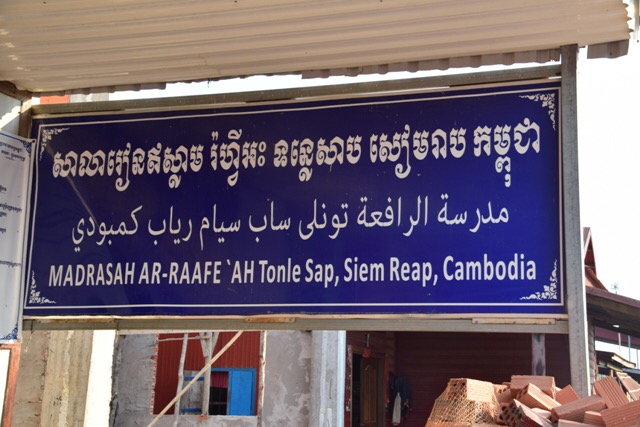 សាលារៀនឥស្លាម រ៉ហ្វីអះ ទន្លេសាប សៀមរាប កម្ពុជា
مدرسة الرافعة تونلى ساب سيام رياب كمبودي
MADRASAH AR-RAAFE `AH Tonle Sap, Siem Reap, Cambodia